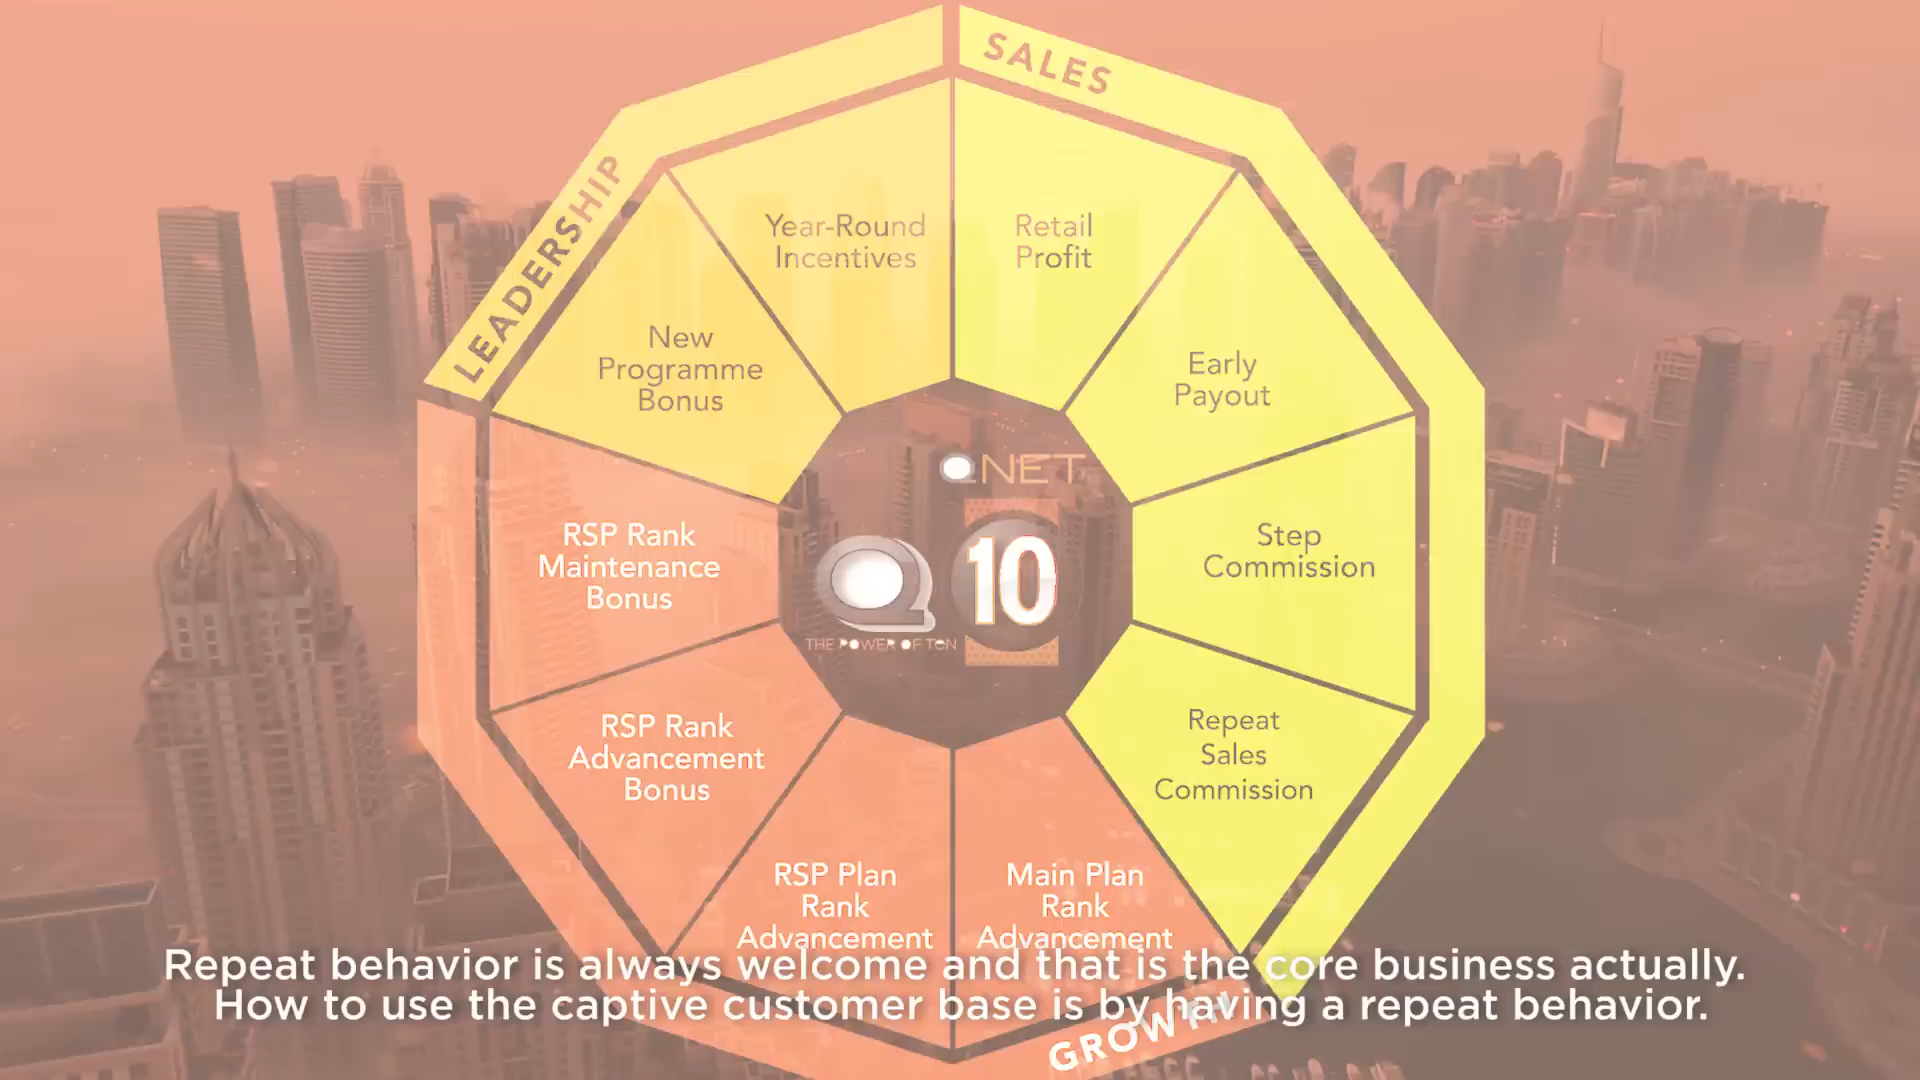 SALES
LEADERSHIP
Year-Round
Incentives
Retail
Profit
New
Programme
Bonus
Early
Payout
QNET
RSP Rank
Maintenance
Bonus
Step
Commission
Q 10
THE POWER OF TEN
RSP Rank
Advancement
Bonus
Repeat
Sales
Commission
RSP Plan
Rank
Advancement
Main Plan
Rank
Advancement
Repeat behavior is always welcome and that is the core business actually.
How to use the captive customer base is by having a repeat behavior.
GROWTH